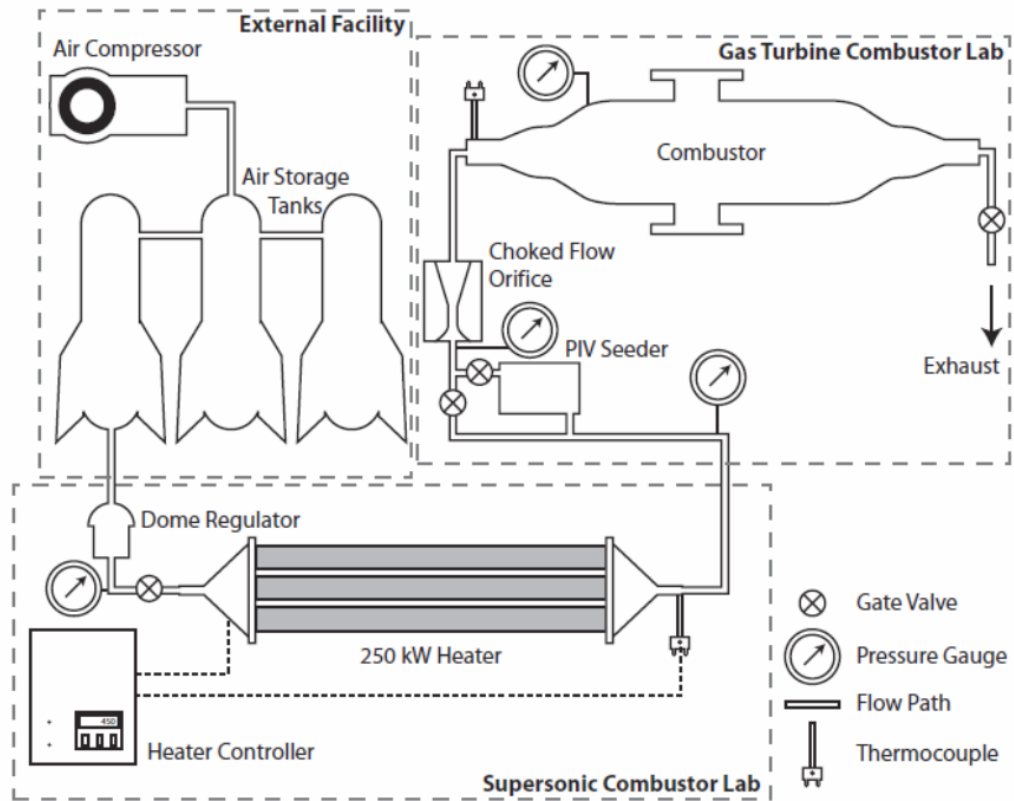 External Facility
Air Compressor
Air Storage
Tanks
Gas Turbine Combustor Lab
Combustor
Choked Flow
Orifice
PIV Seeder
Exhaust
Dome Regulator
250 kW Heater
450
Heater Controller
Supersonic Combustor Lab
Gate Valve
Pressure Gauge
Flow Path
Thermocouple